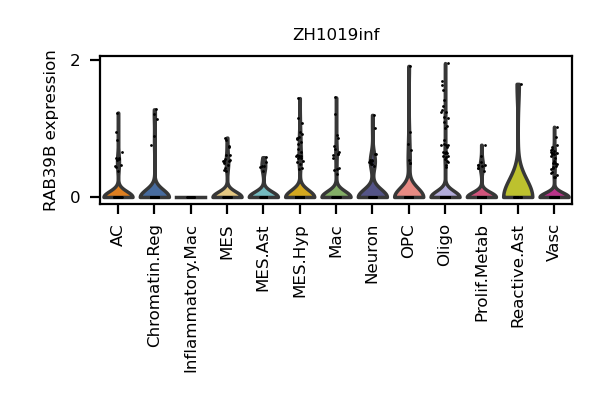 ZH1019inf
RAB39B expression
2
0
AC
Chromatin.Reg
Inflammatory.Mac
MES
MES.Ast
MES.Hyp
Mac
Neuron
OPC
Oligo
Prolif.Metab
Reactive.Ast
Vasc